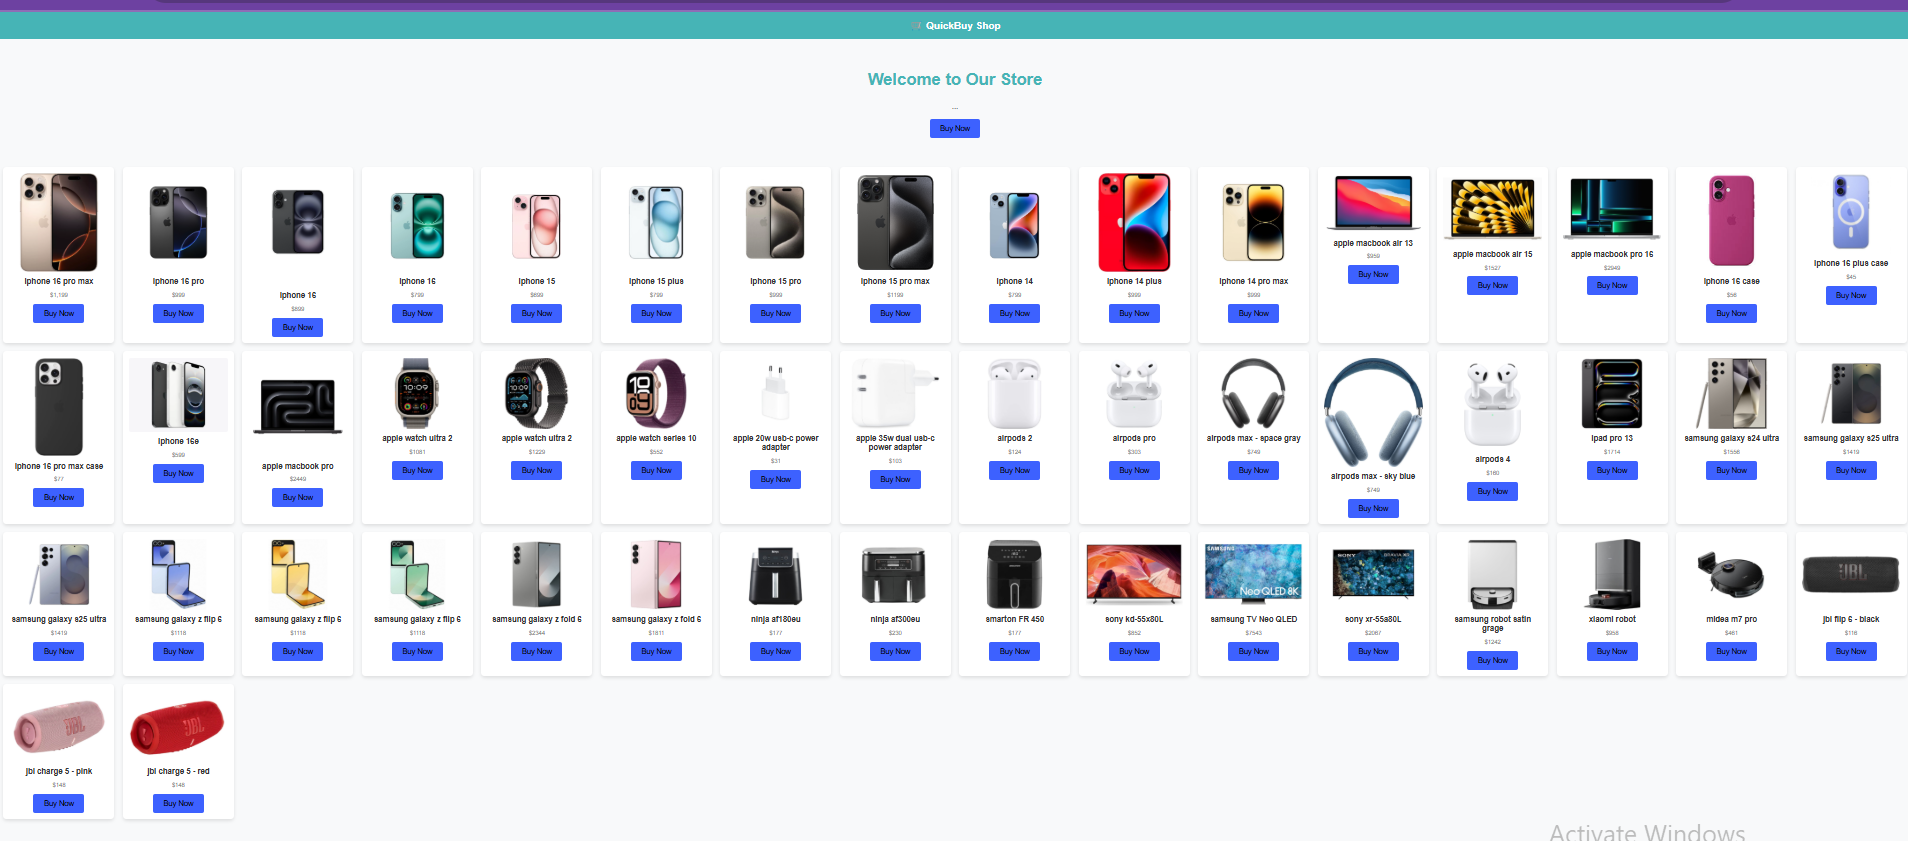 QuickBuy Shop
Welcome to Our Store
...
Buy Now
iphone 16 pro max
$1,199
Buy Now
iphone 16 pro
$999
Buy Now
iphone 16
$899
Buy Now
iphone 16
$799
Buy Now
iphone 15
$699
Buy Now
iphone 15 plus
$799
Buy Now
iphone 15 pro
$999
Buy Now
iphone 15 pro max
$1199
Buy Now
iphone 14
$799
Buy Now
iphone 14 plus
$999
Buy Now
iphone 14 pro max
$999
Buy Now
apple macbook air 13
$959
Buy Now
apple macbook air 15
$1527
Buy Now
apple macbook pro 16
$2949
Buy Now
iphone 16 case
$56
Buy Now
iphone 16 plus case
$45
Buy Now
iphone 16 pro max case
$77
Buy Now
iphone 16e
$599
Buy Now
apple macbook pro
$2449
Buy Now
apple watch ultra 2
$1061
Buy Now
apple watch ultra 2
$1229
Buy Now
apple watch series 10
$552
Buy Now
apple 20w usb-c power
adapter
$31
Buy Now
apple 35w dual usb-c
power adapter
$103
Buy Now
airpods 2
$124
Buy Now
airpods pro
$303
Buy Now
airpods max - space gray
$749
Buy Now
airpods max - sky blue
$749
Buy Now
airpods 4
$160
Buy Now
ipad pro 13
$1714
Buy Now
samsung galaxy s24 ultra
$1556
Buy Now
samsung galaxy s25 ultra
$1419
Buy Now
samsung galaxy s25 ultra
$1419
Buy Now
samsung galaxy z flip 6
$1118
Buy Now
samsung galaxy z flip 6
$1118
Buy Now
samsung galaxy z flip 6
$1118
Buy Now
samsung galaxy z fold 6
$2344
Buy Now
samsung galaxy z fold 6
$1811
Buy Now
ninja af180eu
$177
Buy Now
ninja af300eu
$230
Buy Now
smarton FR 450
$177
Buy Now
sony kd-55x80L
$852
Buy Now
SAMSUNG
Neo QLED 8K
samsung TV Neo QLED
$7543
Buy Now
SONY
BRAVIA XR
sony xr-55a80L
$2067
Buy Now
samsung robot satin
grage
$1242
Buy Now
xiaomi robot
$958
Buy Now
midea m7 pro
$461
Buy Now
JBL
jbl flip 6 - black
$116
Buy Now
JBL
jbl charge 5 - pink
$148
Buy Now
JBL
jbl charge 5 - red
$148
Buy Now
Activate Windows